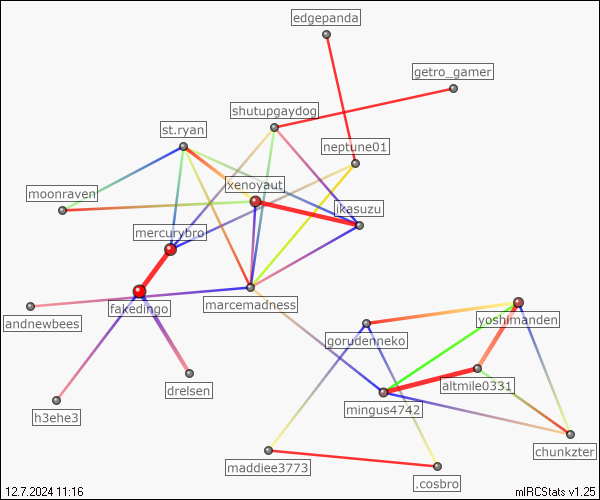 edgepanda
getro_gamer
shutupgaydog
st.ryan
neptune01
xenoyaut
moonraven
ikasuzu
mercurybro
fakedingo
marcemadness
andnewbees
yoshimanden
gorudenneko
drelsen
altmile0331
h3ehe3
mingus4742
chunkzter
maddiee3773
.cosbro
12.7.2024 11:16
mIRCStats v1.25